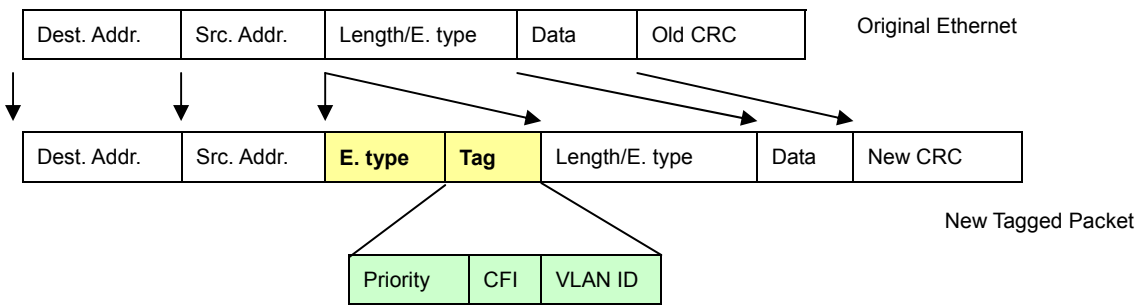 Dest. Addr. Src. Addr. Length/E. type Data Old CRC Original Ethernet
Dest. Addr. Src. Addr. E. type Tag Length/E. type Data New CRC
New Tagged Packet
Priority CFI VLAN ID